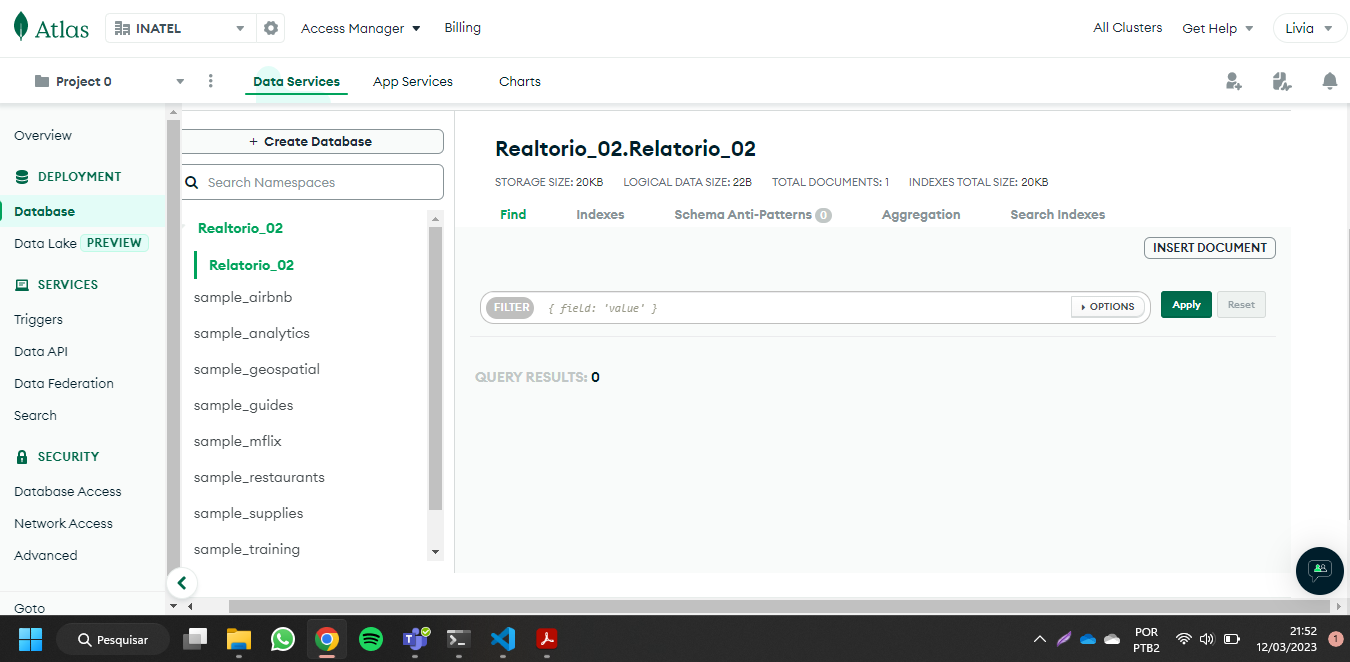 Atlas
INATEL
Access Manager
Billing
All Clusters
Get Help
Livia
Project 0
Data Services
App Services
Charts
Overview
DEPLOYMENT
Database
Data Lake PREVIEW
SERVICES
Triggers
Data API
Data Federation
Search
SECURITY
Database Access
Network Access
Advanced
Goto
+ Create Database
Search Namespaces
Realtorio_02
Relatorio_02
sample_airbnb
sample_analytics
sample_geospatial
sample_guides
sample_mflix
sample_restaurants
sample_supplies
sample_training
Realtorio_02.Relatorio_02
STORAGE SIZE: 20KB LOGICAL DATA SIZE: 22B TOTAL DOCUMENTS: 1 INDEXES TOTAL SIZE: 20KB
Find Indexes Schema Anti-Patterns 0 Aggregation Search Indexes
INSERT DOCUMENT
FILTER { field: 'value' } OPTIONS Apply Reset
QUERY RESULTS: 0
Pesquisar
POR
PTB2
21:52
12/03/2023
1